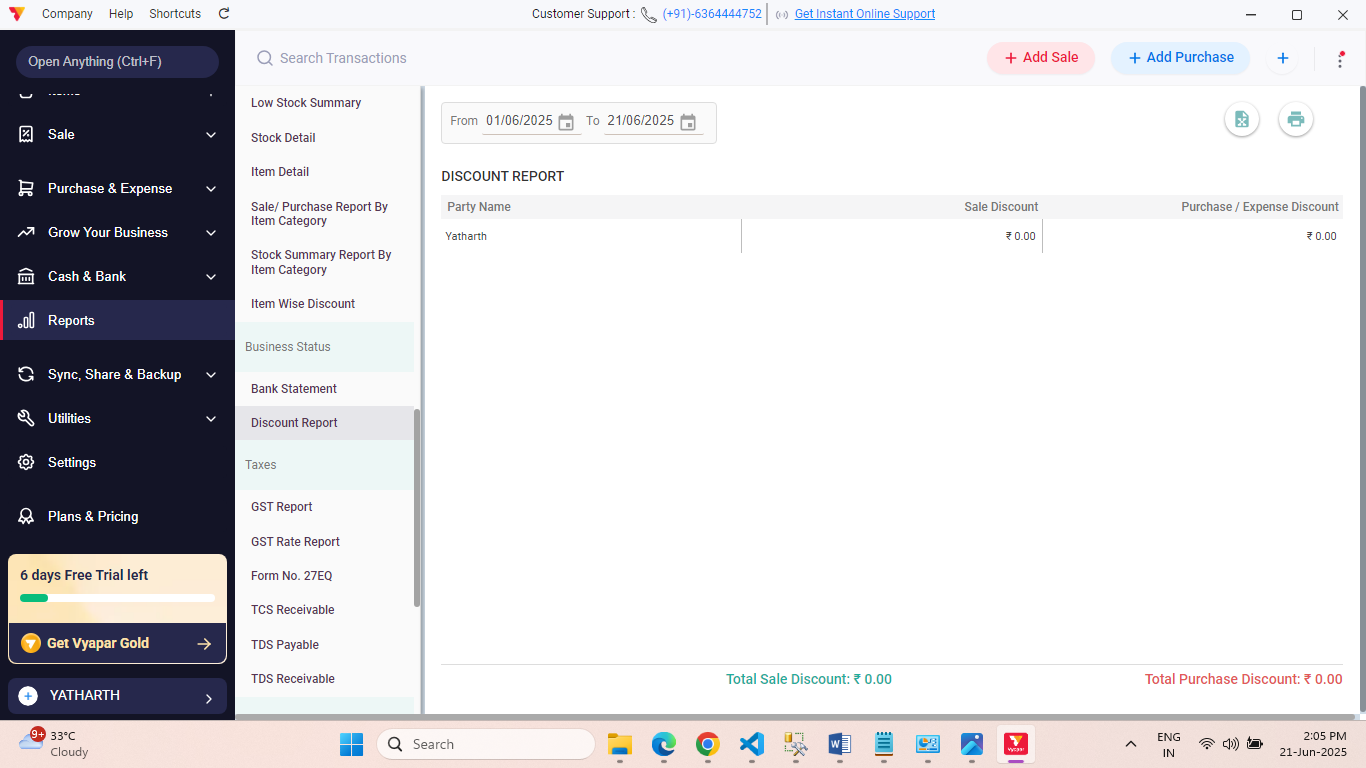 Company Help Shortcuts
Customer Support : (+91)-6364444752 Get Instant Online Support
Open Anything (Ctrl+F)
Search Transactions
Add Sale
Add Purchase
Sale
Purchase & Expense
Grow Your Business
Cash & Bank
Reports
Sync, Share & Backup
Utilities
Settings
Plans & Pricing
6 days Free Trial left
Get Vyapar Gold
YATHARTH
Low Stock Summary
Stock Detail
Item Detail
Sale/ Purchase Report By
Item Category
Stock Summary Report By
Item Category
Item Wise Discount
Business Status
Bank Statement
Discount Report
Taxes
GST Report
GST Rate Report
Form No. 27EQ
TCS Receivable
TDS Payable
TDS Receivable
From 01/06/2025 To 21/06/2025
DISCOUNT REPORT
Party Name Sale Discount Purchase / Expense Discount
Yatharth ₹ 0.00 ₹ 0.00
Total Sale Discount: ₹ 0.00 Total Purchase Discount: ₹ 0.00
9+
33°C
Cloudy
Search
Vyapar
ENG
IN
2:05 PM
21-Jun-2025